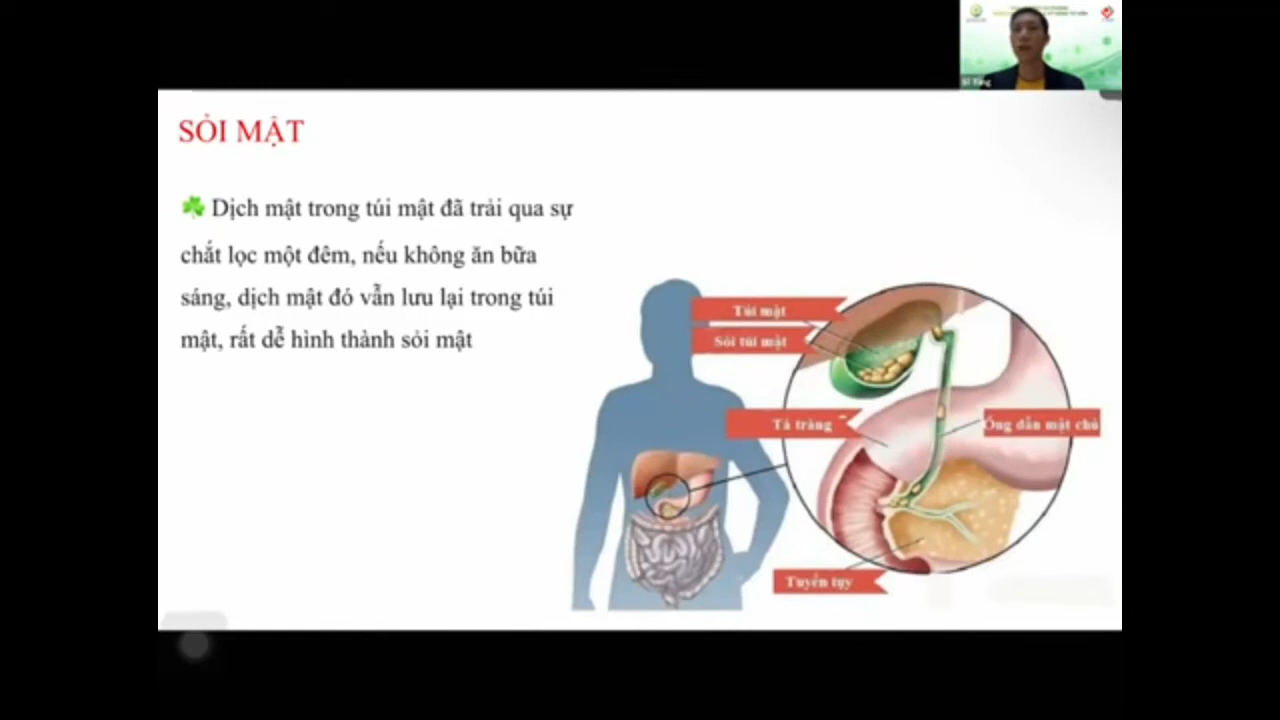 SỎI MẬT
Dịch mật trong túi mật đã trải qua sự
chắt lọc một đêm, nếu không ăn bữa
sáng, dịch mật đó vẫn lưu lại trong túi
mật, rất dễ hình thành sỏi mật
Túi mật
Sỏi túi mật
Tá tràng
Ống dẫn mật chủ
Tuyến tụy